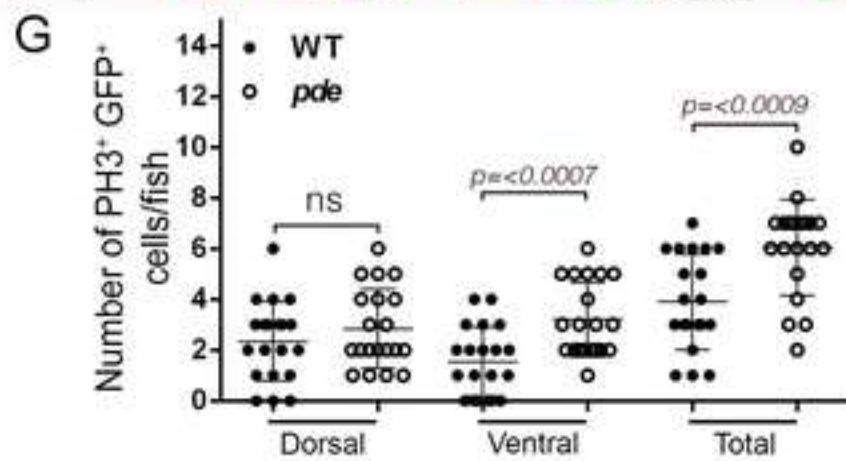 G
Number of PH3⁺ GFP⁺
cells/fish
14
12
10
8
6
4
2
0
WT
pde
ns
p=<0.0007
p=<0.0009
Dorsal
Ventral
Total